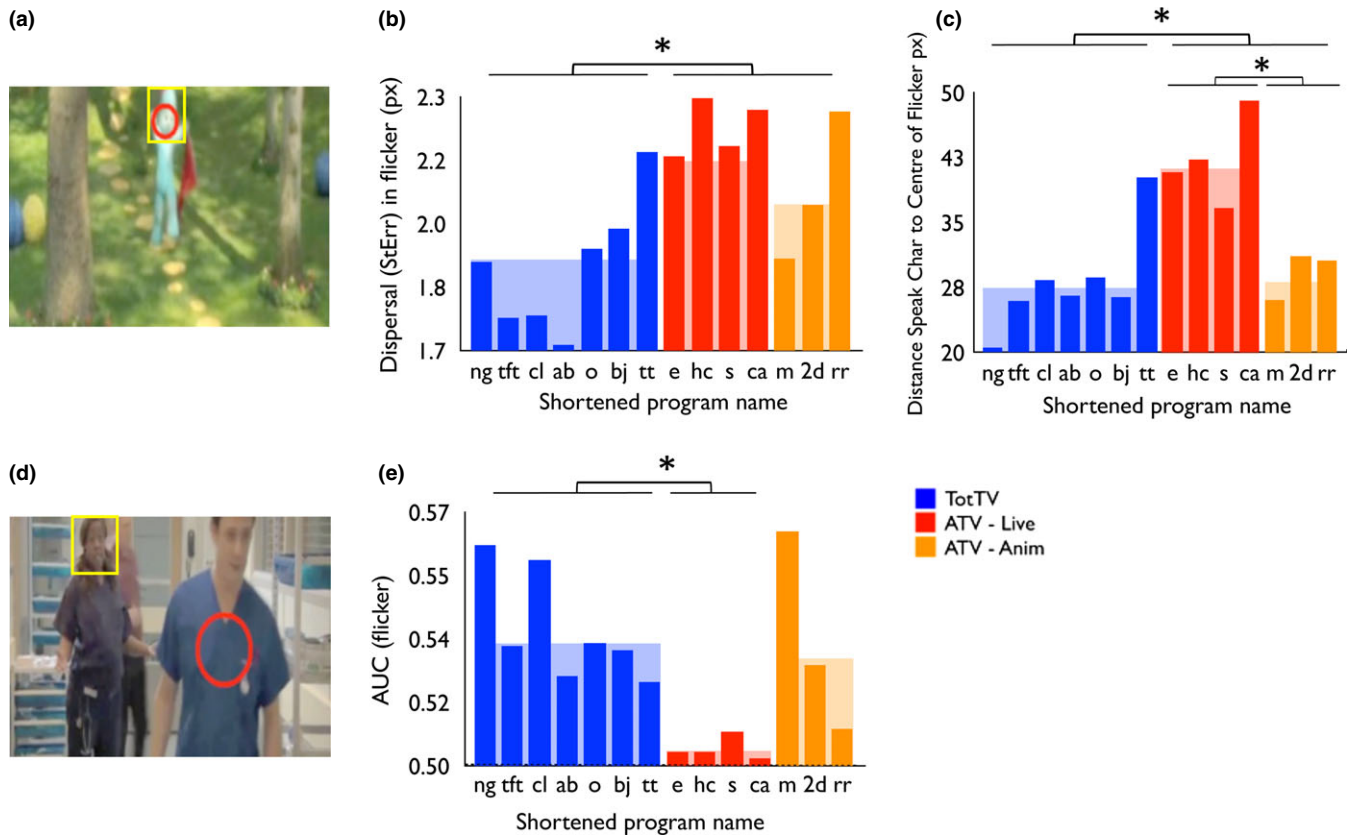 (a)
(b)
*
Dispersal (StErr) in flicker (px)
2.3
2.2
2.0
1.8
1.7
ng tft cl ab o bj tt e hc s ca m 2d rr
Shortened program name
(c)
*
*
Distance Speak Char to Centre of Flicker px)
50
43
35
28
20
ng tft cl ab o bj tt e hc s ca m 2d rr
Shortened program name
(d)
(e)
*
AUC (flicker)
0.57
0.55
0.54
0.52
0.50
ng tft cl ab o bj tt e hc s ca m 2d rr
Shortened program name
TotTV
ATV - Live
ATV - Anim